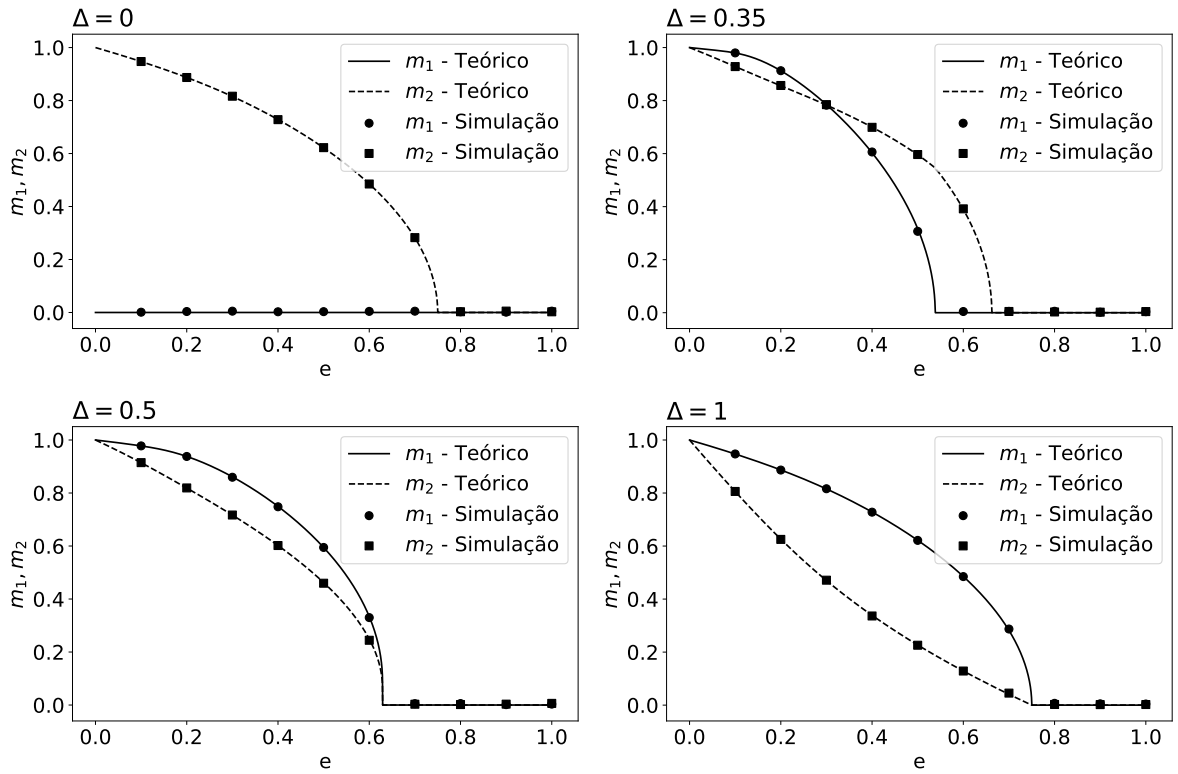 Δ = 0
m₁, m₂
1.0
0.8
0.6
0.4
0.2
0.0
m₁ - Teórico
m₂ - Teórico
m₁ - Simulação
m₂ - Simulação
0.0 0.2 0.4 0.6 0.8 1.0
e
Δ = 0.35
m₁, m₂
1.0
0.8
0.6
0.4
0.2
0.0
m₁ - Teórico
m₂ - Teórico
m₁ - Simulação
m₂ - Simulação
0.0 0.2 0.4 0.6 0.8 1.0
e
Δ = 0.5
m₁, m₂
1.0
0.8
0.6
0.4
0.2
0.0
m₁ - Teórico
m₂ - Teórico
m₁ - Simulação
m₂ - Simulação
0.0 0.2 0.4 0.6 0.8 1.0
e
Δ = 1
m₁, m₂
1.0
0.8
0.6
0.4
0.2
0.0
m₁ - Teórico
m₂ - Teórico
m₁ - Simulação
m₂ - Simulação
0.0 0.2 0.4 0.6 0.8 1.0
e